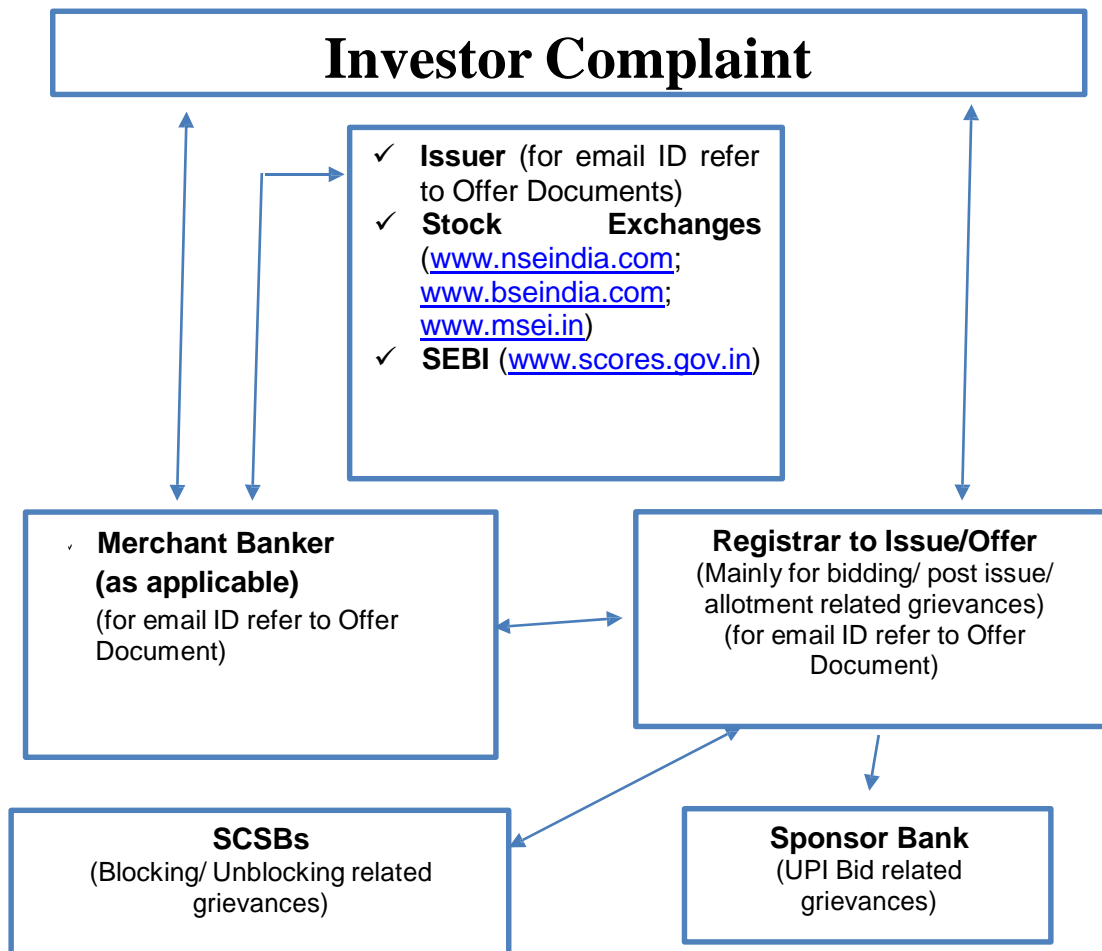 Investor Complaint
✓ Issuer (for email ID refer
to Offer Documents)
✓ Stock Exchanges
(www.nseindia.com;
www.bseindia.com;
www.msei.in)
✓ SEBI (www.scores.gov.in)
✓ Merchant Banker
(as applicable)
(for email ID refer to Offer
Document)
Registrar to Issue/Offer
(Mainly for bidding/ post issue/
allotment related grievances)
(for email ID refer to Offer
Document)
SCSBs
(Blocking/ Unblocking related
grievances)
Sponsor Bank
(UPI Bid related
grievances)